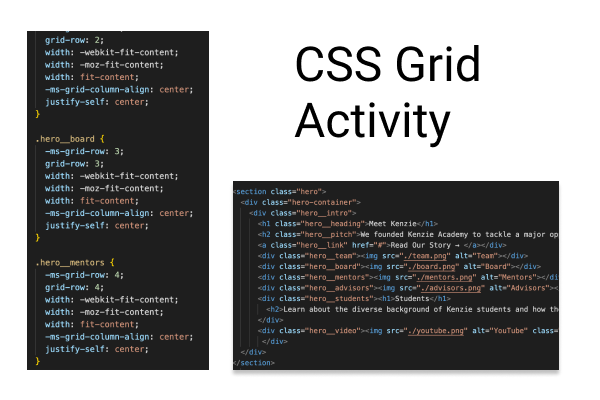 grid-row: 2;
width: -webkit-fit-content;
width: -moz-fit-content;
width: fit-content;
-ms-grid-column-align: center;
justify-self: center;
}
.hero__board {
-ms-grid-row: 3;
grid-row: 3;
width: -webkit-fit-content;
width: -moz-fit-content;
width: fit-content;
-ms-grid-column-align: center;
justify-self: center;
}
.hero__mentors {
-ms-grid-row: 4;
grid-row: 4;
width: -webkit-fit-content;
width: -moz-fit-content;
width: fit-content;
-ms-grid-column-align: center;
justify-self: center;
}
CSS Grid
Activity
<section class="hero">
<div class="hero-container">
<div class="hero__intro">
<h1 class="hero__heading">Meet Kenzie</h1>
<h2 class="hero__pitch">We founded Kenzie Academy to tackle a major op
<a class="hero__link" href="#">Read Our Story → </a></div>
<div class="hero__team"><img src="./team.png" alt="Team"></div>
<div class="hero__board"><img src="./board.png" alt="Board"></div>
<div class="hero__mentors"><img src="./mentors.png" alt="Mentors"></div>
<div class="hero__advisors"><img src="./advisors.png" alt="Advisors"><
<div class="hero__students"><h1>Students</h1>
<h2>Learn about the diverse background of Kenzie students and how the
</div>
<div class="hero__video"><img src="./youtube.png" alt="YouTube" class=
</div>
</div>
</section>